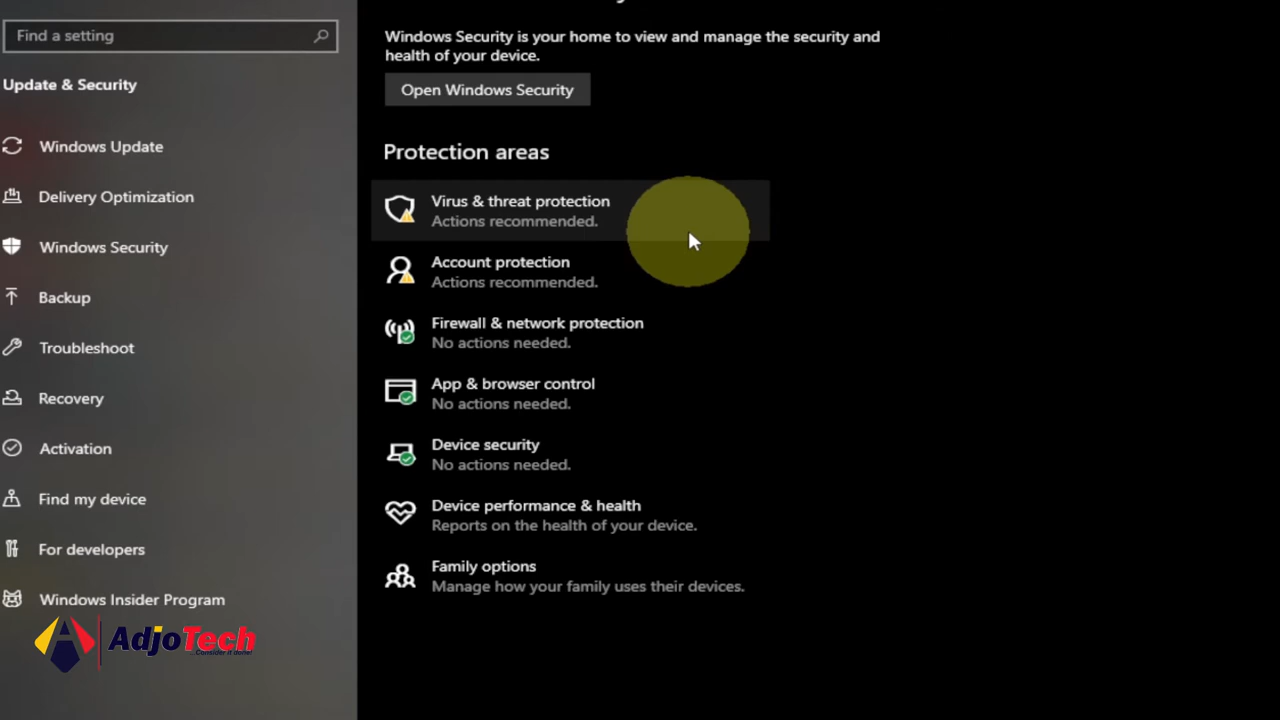 Find a setting
Update & Security
Windows Update
Delivery Optimization
Windows Security
Backup
Troubleshoot
Recovery
Activation
Find my device
For developers
Windows Insider Program
AdjoTech
...Consider it done!
Windows Security is your home to view and manage the security and
health of your device.
Open Windows Security
Protection areas
Virus & threat protection
Actions recommended.
Account protection
Actions recommended.
Firewall & network protection
No actions needed.
App & browser control
No actions needed.
Device security
No actions needed.
Device performance & health
Reports on the health of your device.
Family options
Manage how your family uses their devices.